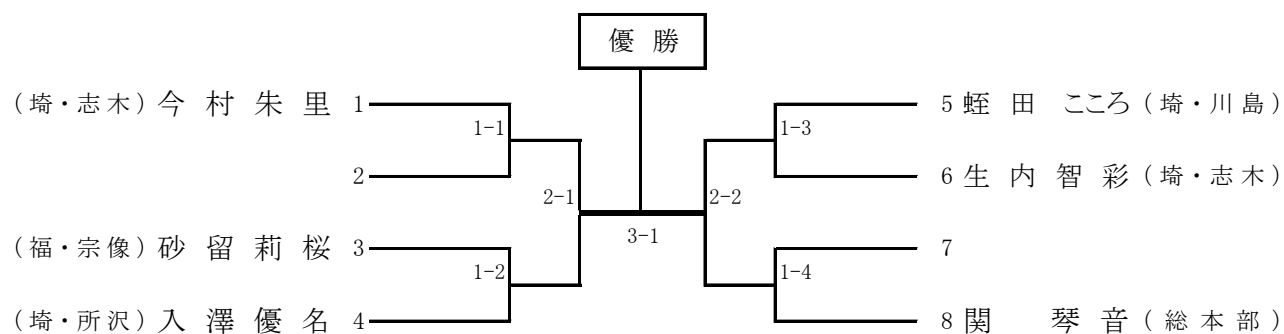 優勝
(埼・志木) 今村朱里 1
1-1
2
2-1
(福・宗像) 砂留莉桜 3
1-2
(埼・所沢) 入澤優名 4
3-1
5 蛭田 こころ (埼・川島)
1-3
6 生内智彩 (埼・志木)
2-2
7
1-4
8 関 琴音 (総本部)